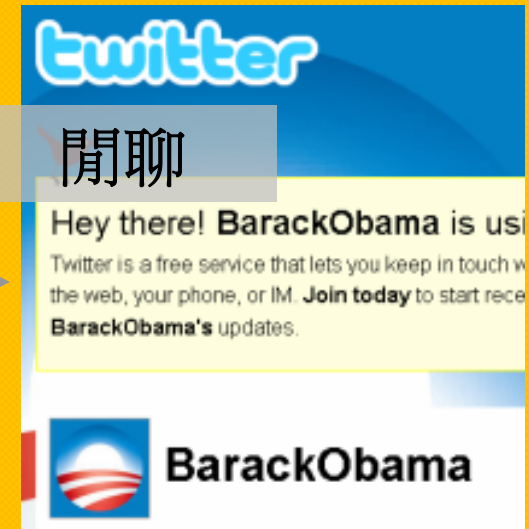 twitter
閒聊
Hey there! BarackObama is usi
Twitter is a free service that lets you keep in touch w
the web, your phone, or IM. Join today to start rece
BarackObama's updates.
BarackObama